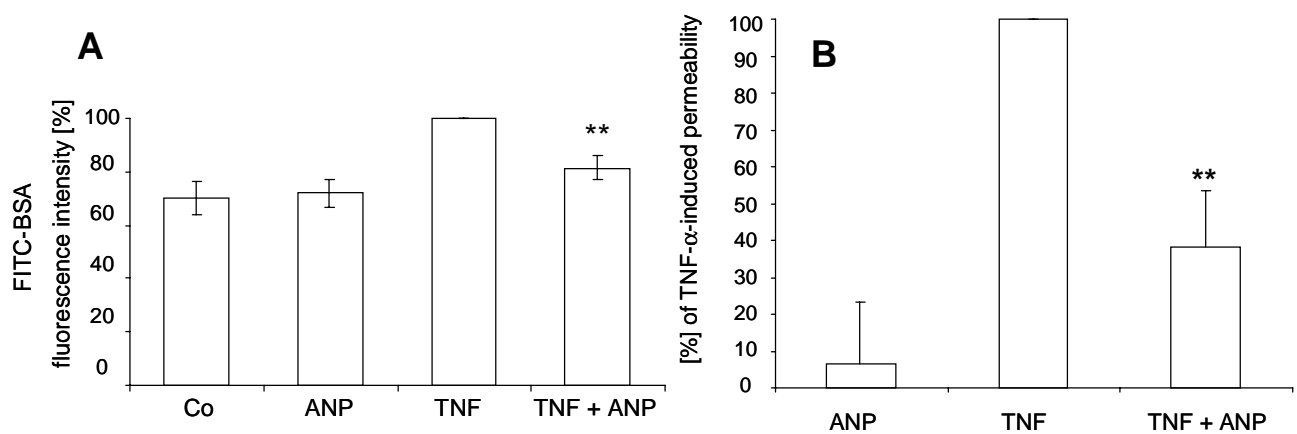 A
FITC-BSA
fluorescence intensity [%]
100
80
60
40
20
0
**
Co ANP TNF TNF + ANP
B
[%] of TNF-α-induced permeability
100
90
80
70
60
50
40
30
20
10
0
**
ANP TNF TNF + ANP